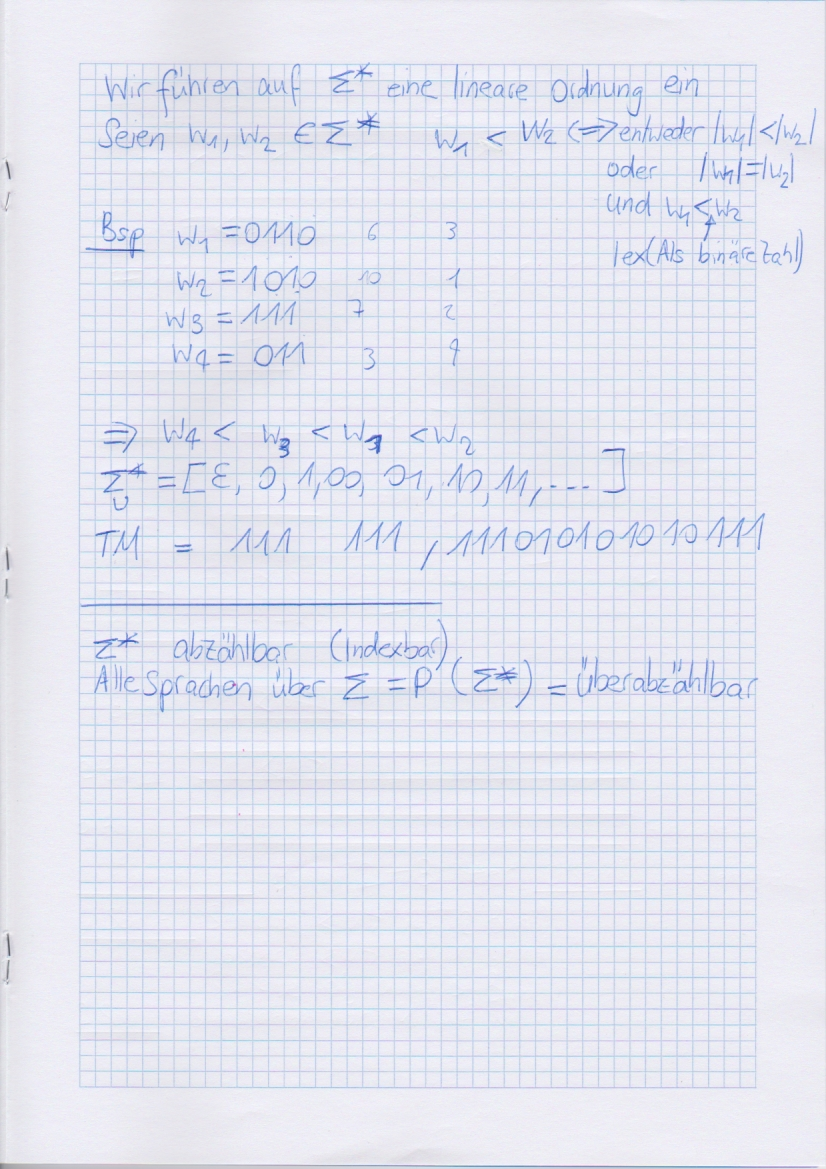 Wir führen auf Σ* eine lineare Ordnung ein
Seien w1, w2 ∈ Σ* w1 < w2 <=> entweder |w1| < |w2|
oder |w1| = |w2|
und w1 < w2
↑
lex(Als binäre Zahl)
Bsp w1 = 0110 6 3
w2 = 1010 10 1
w3 = 111 7 2
w4 = 011 3 4
=> w4 < w3 < w1 < w2
Σ* = [ε, 0, 1, 00, 01, 10, 11, ...]
∪
TM = 111 111 , 11101010101010111
Σ* abzählbar (Indexbar)
Alle Sprachen über Σ = P (Σ*) = überabzählbar